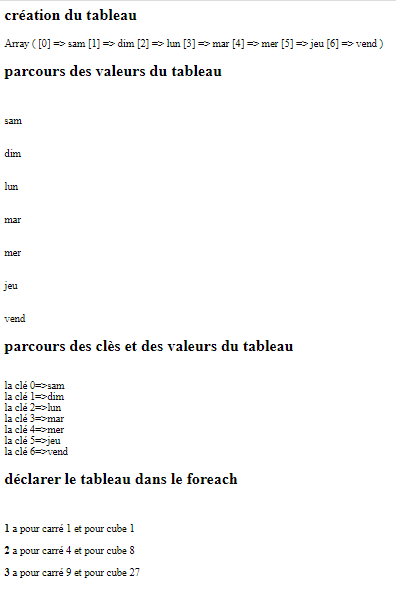 création du tableau
Array ( [0] => sam [1] => dim [2] => lun [3] => mar [4] => mer [5] => jeu [6] => vend )
parcours des valeurs du tableau
sam
dim
lun
mar
mer
jeu
vend
parcours des clès et des valeurs du tableau
la clé 0=>sam
la clé 1=>dim
la clé 2=>lun
la clé 3=>mar
la clé 4=>mer
la clé 5=>jeu
la clé 6=>vend
déclarer le tableau dans le foreach
1 a pour carré 1 et pour cube 1
2 a pour carré 4 et pour cube 8
3 a pour carré 9 et pour cube 27